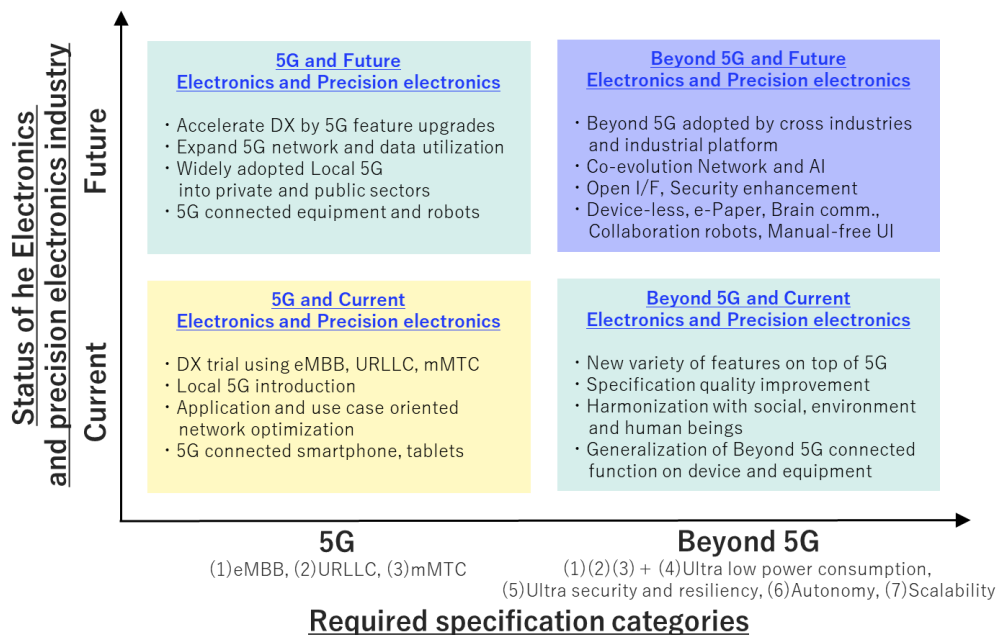 Status of he Electronics
and precision electronics industry
Future
Current
5G and Future
Electronics and Precision electronics
・Accelerate DX by 5G feature upgrades
・Expand 5G network and data utilization
・Widely adopted Local 5G
into private and public sectors
・5G connected equipment and robots
Beyond 5G and Future
Electronics and Precision electronics
・Beyond 5G adopted by cross industries
and industrial platform
・Co-evolution Network and AI
・Open I/F, Security enhancement
・Device-less, e-Paper, Brain comm.,
Collaboration robots, Manual-free UI
5G and Current
Electronics and Precision electronics
・DX trial using eMBB, URLLC, mMTC
・Local 5G introduction
・Application and use case oriented
network optimization
・5G connected smartphone, tablets
Beyond 5G and Current
Electronics and Precision electronics
・New variety of features on top of 5G
・Specification quality improvement
・Harmonization with social, environment
and human beings
・Generalization of Beyond 5G connected
function on device and equipment
5G
(1)eMBB, (2)URLLC, (3)mMTC
Beyond 5G
(1)(2)(3) + (4)Ultra low power consumption,
(5)Ultra security and resiliency, (6)Autonomy, (7)Scalability
Required specification categories